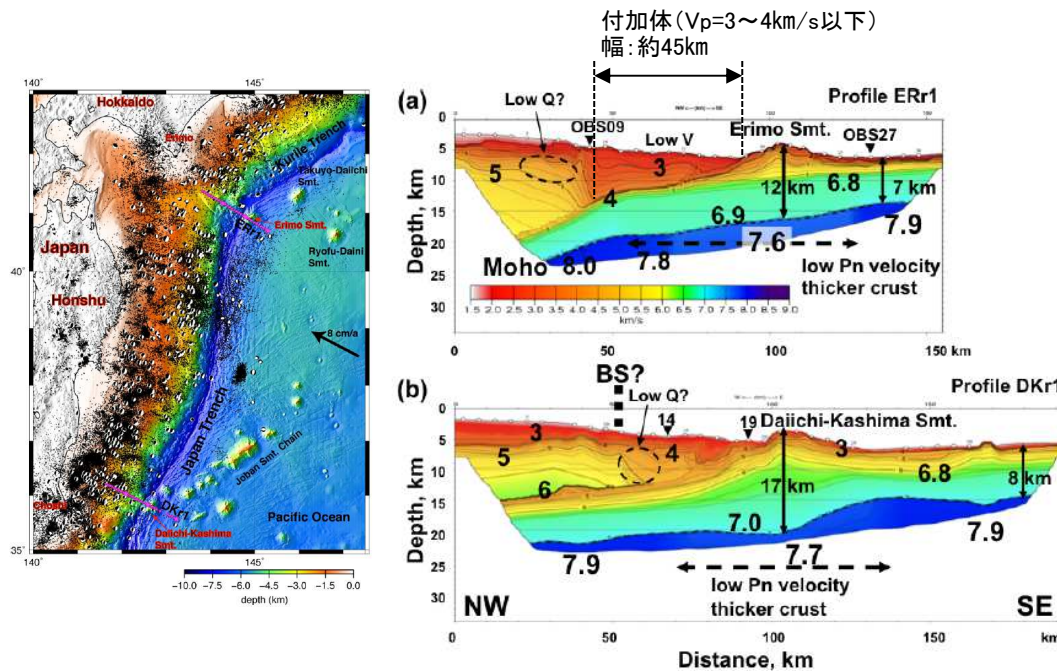 付加体(Vp=3～4km/s以下)
幅:約45km
140°
145°
Hokkaido
Erimo
Kurile Trench
Takuyo-Daiichi
Smt.
ERr1
Erimo Smt.
Ryofu-Daini
Smt.
Japan
40°
Honshu
8 cm/a
Japan Trench
Joban Smt. Chain
DKr1
Pacific Ocean
Daiichi-Kashima
Smt.
35°
140°
145°
-10.0 -7.5 -6.0 -4.5 -3.0 -1.5 0.0
depth (km)
(a)
Profile ERr1
0 50 100 150
Low Q?
OBS09
Low V
Erimo Smt.
OBS27
5
3
4
12 km
6.8
7 km
6.9
7.6
7.9
Moho
8.0
7.8
low Pn velocity
thicker crust
1.5 2.0 2.5 3.0 3.5 4.0 4.5 5.0 5.5 6.0 6.5 7.0 7.5 8.0 8.5 9.0
km/s
Depth, km
0
5
10
15
20
25
30
0 50 100 150 km
(b)
BS?
Low Q?
Profile DKr1
14
19
Daiichi-Kashima Smt.
3
5
4
3
6
17 km
6.8
8 km
7.0
7.9
7.7
7.9
low Pn velocity
thicker crust
NW
SE
Depth, km
0
5
10
15
20
25
30
0 50 100 150
Distance, km